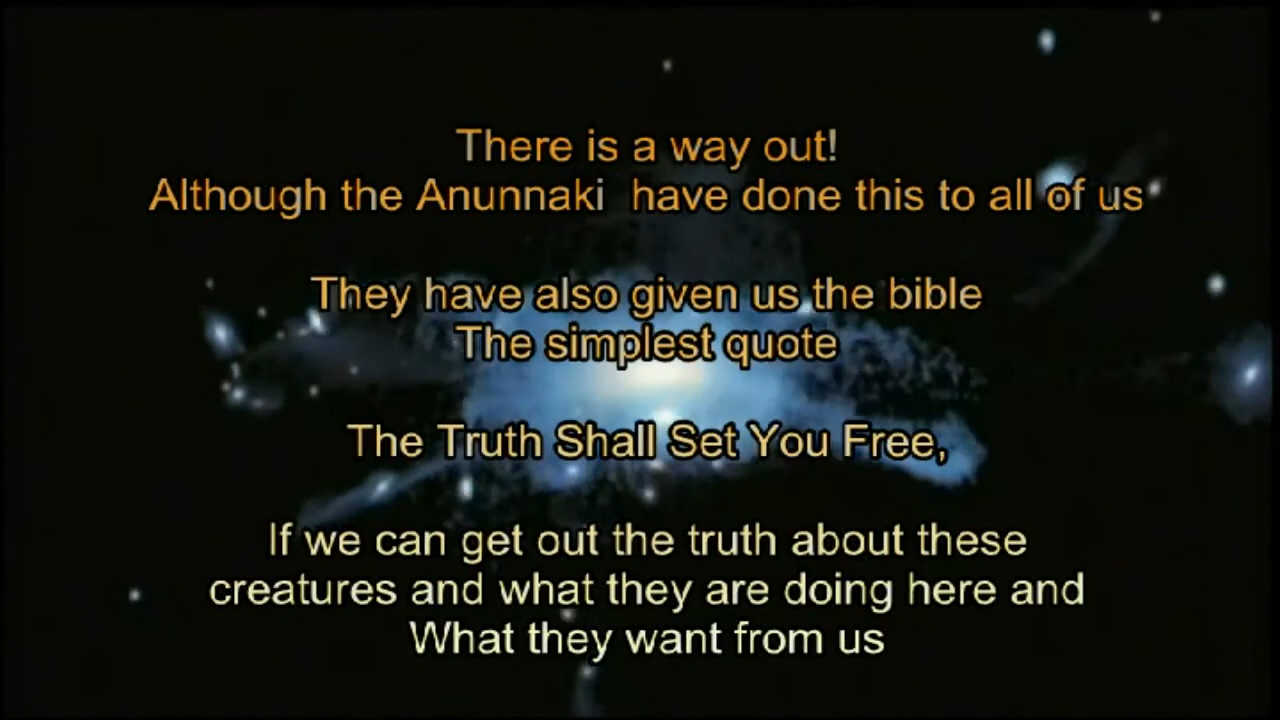 There is a way out!
Although the Anunnaki  have done this to all of us
They have also given us the bible
The simplest quote
The Truth Shall Set You Free,
If we can get out the truth about these
creatures and what they are doing here and
What they want from us